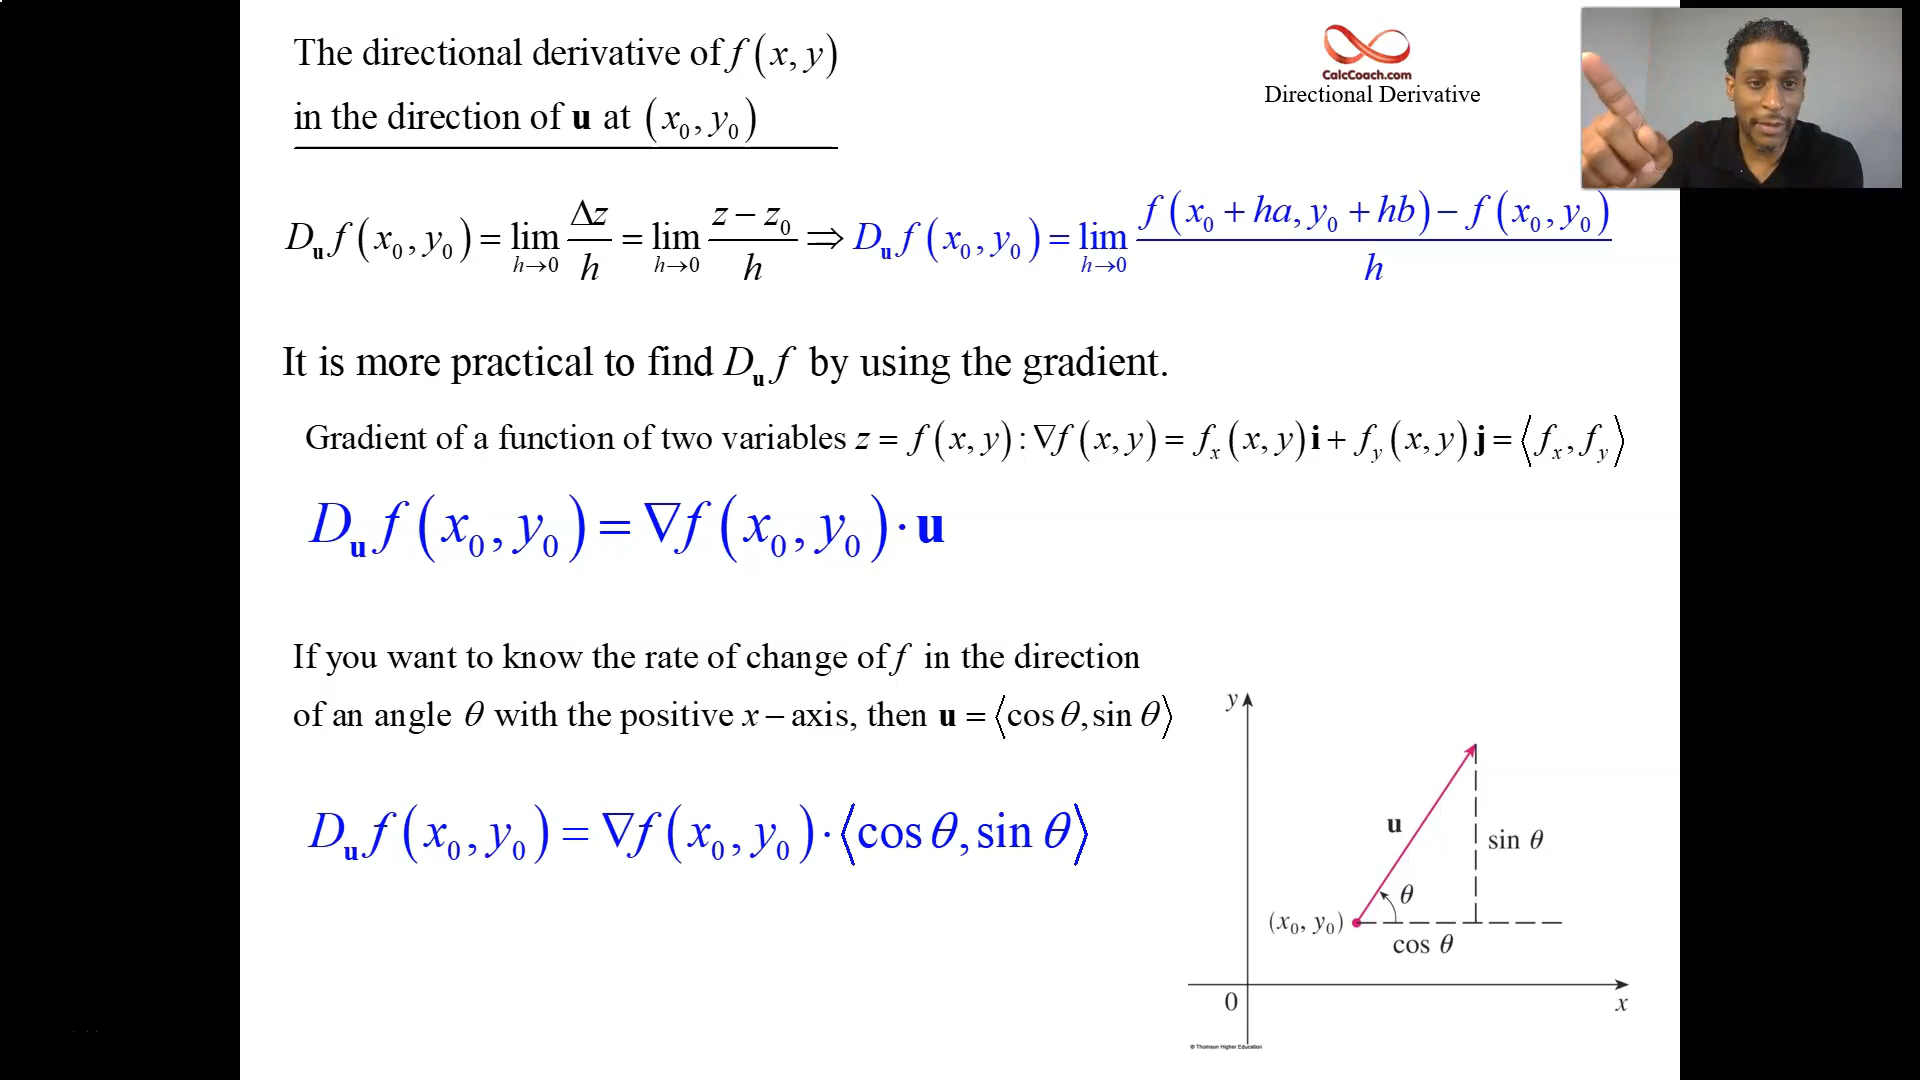 The directional derivative of f(x, y)
in the direction of u at (x₀, y₀)
CalcCoach.com
Directional Derivative
D_u f(x₀, y₀) = lim_{h→0} Δz/h = lim_{h→0} (z − z₀)/h ⇒ D_u f(x₀, y₀) = lim_{h→0} (f(x₀ + ha, y₀ + hb) − f(x₀, y₀))/h
It is more practical to find D_u f by using the gradient.
Gradient of a function of two variables z = f(x, y) : ∇f(x, y) = f_x(x, y)i + f_y(x, y)j = ⟨f_x, f_y⟩
D_u f(x₀, y₀) = ∇f(x₀, y₀) · u
If you want to know the rate of change of f in the direction
of an angle θ with the positive x − axis, then u = ⟨cos θ, sin θ⟩
D_u f(x₀, y₀) = ∇f(x₀, y₀) · ⟨cos θ, sin θ⟩
y
u
sin θ
θ
(x₀, y₀)
cos θ
0
x
© Thomson Higher Education